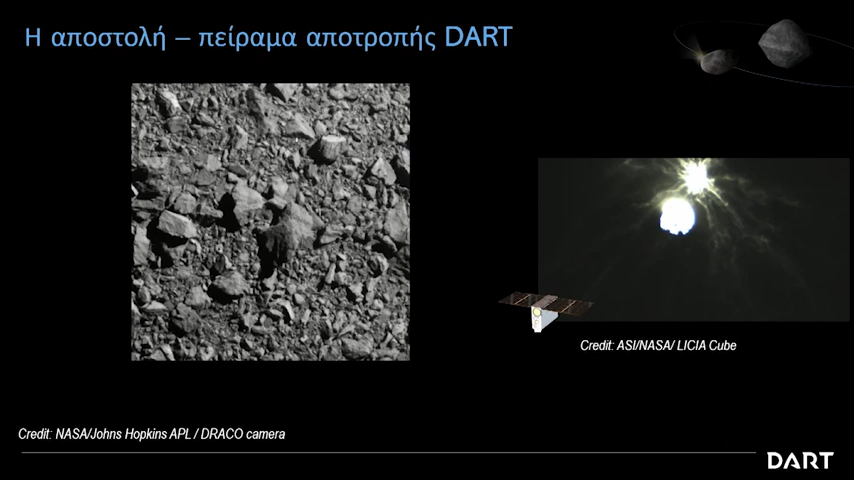 Η αποστολή – πείραμα αποτροπής DART
Credit: ASI/NASA/ LICIA Cube
Credit: NASA/Johns Hopkins APL / DRACO camera
DART